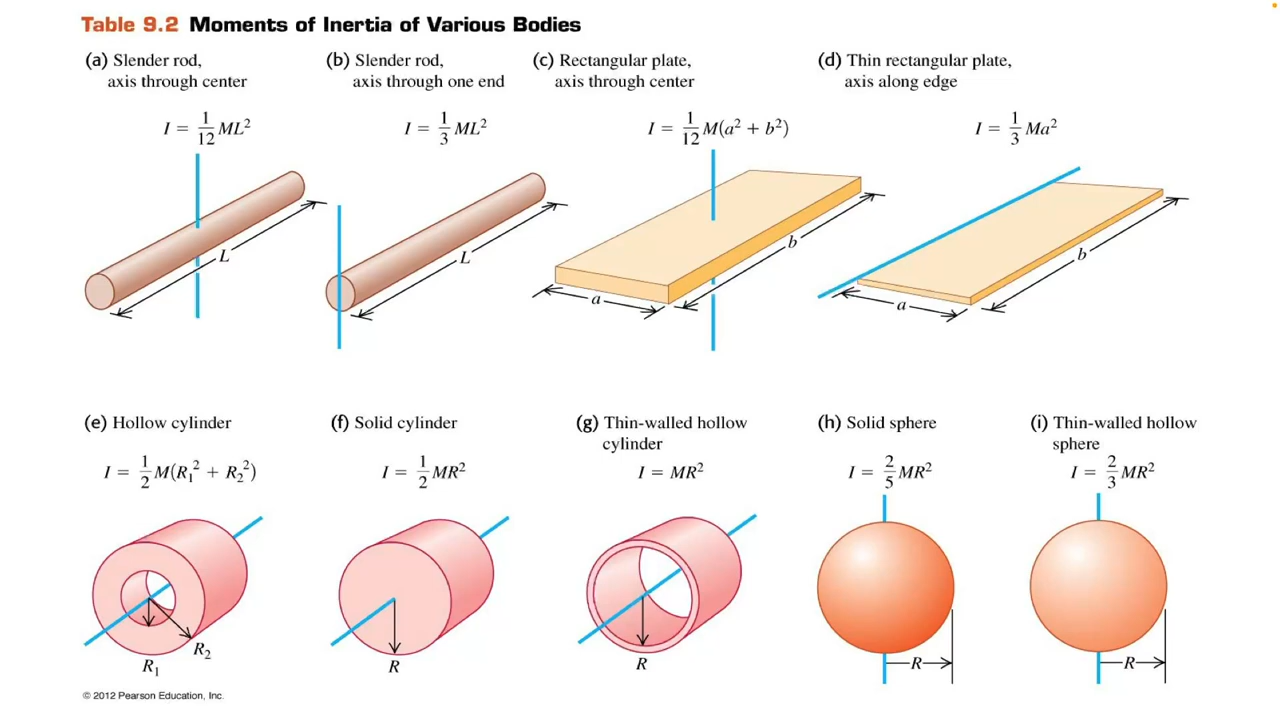 Table 9.2 Moments of Inertia of Various Bodies
(a) Slender rod,
axis through center
I = 1/12 ML²
L
(b) Slender rod,
axis through one end
I = 1/3 ML²
L
(c) Rectangular plate,
axis through center
I = 1/12 M(a² + b²)
b
a
(d) Thin rectangular plate,
axis along edge
I = 1/3 Ma²
b
a
(e) Hollow cylinder
I = 1/2 M(R₁² + R₂²)
R₂
R₁
(f) Solid cylinder
I = 1/2 MR²
R
(g) Thin-walled hollow
cylinder
I = MR²
R
(h) Solid sphere
I = 2/5 MR²
R
(i) Thin-walled hollow
sphere
I = 2/3 MR²
R
© 2012 Pearson Education, Inc.